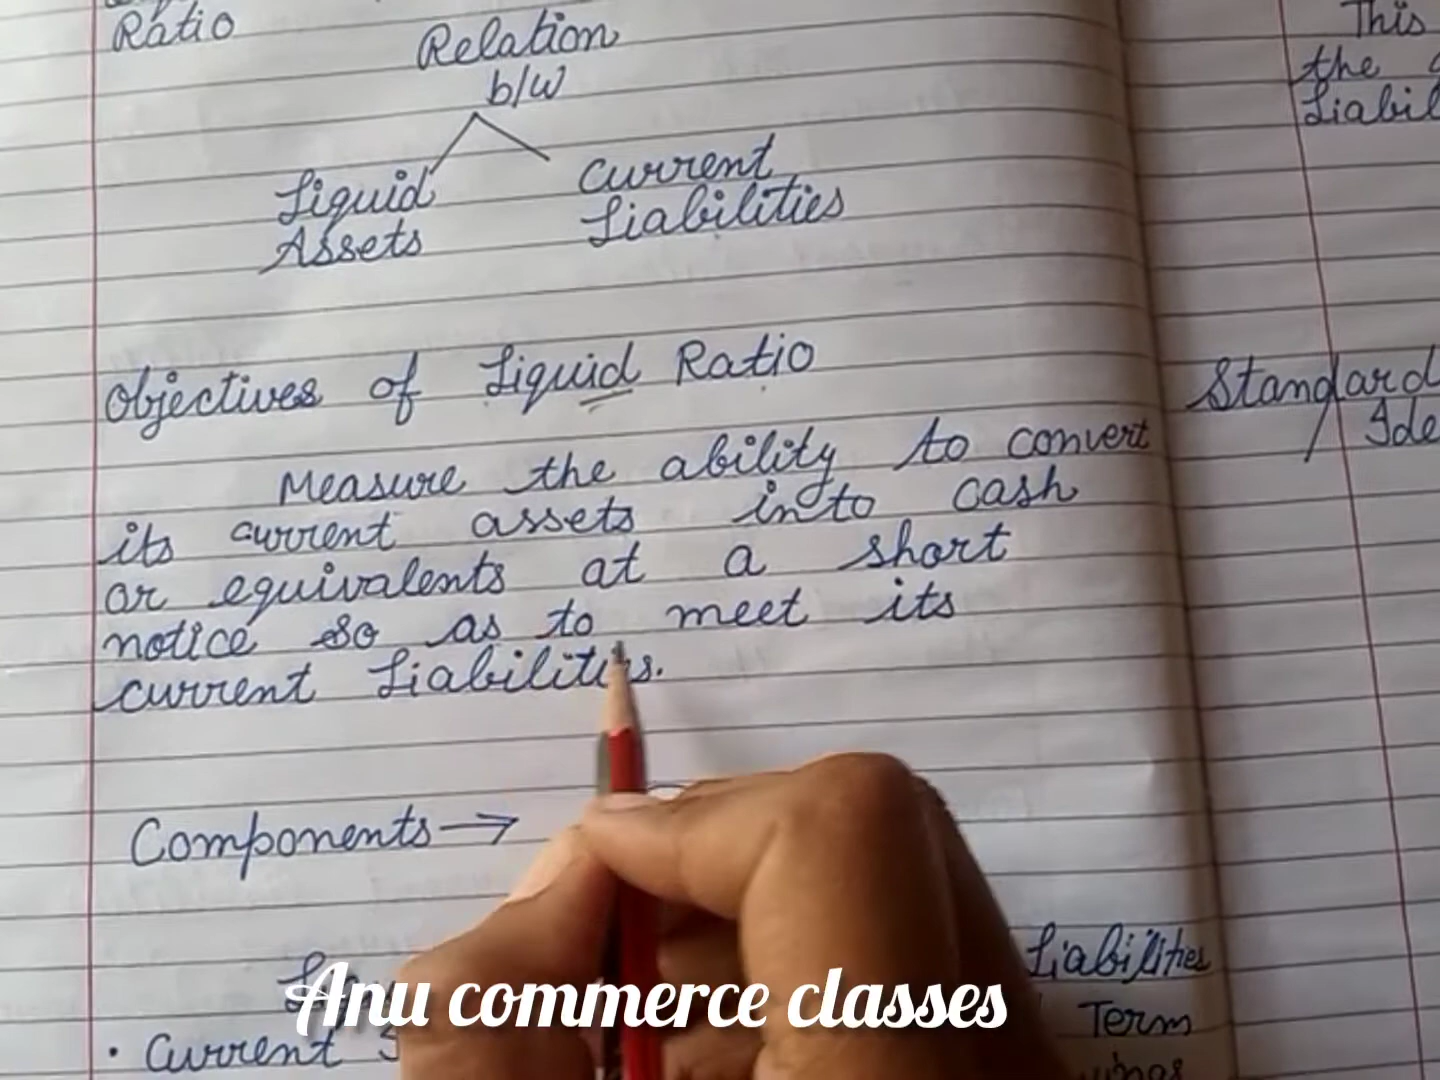 Ratio
Relation
b/w
Liquid
Assets
current
Liabilities
Objectives of Liquid Ratio
Measure the ability to convert
its current assets into cash
or equivalents at a short
notice so as to meet its
current Liabilities.
Components→
Liabilities
Term
• Current
This
the
Standard
Anu commerce classes